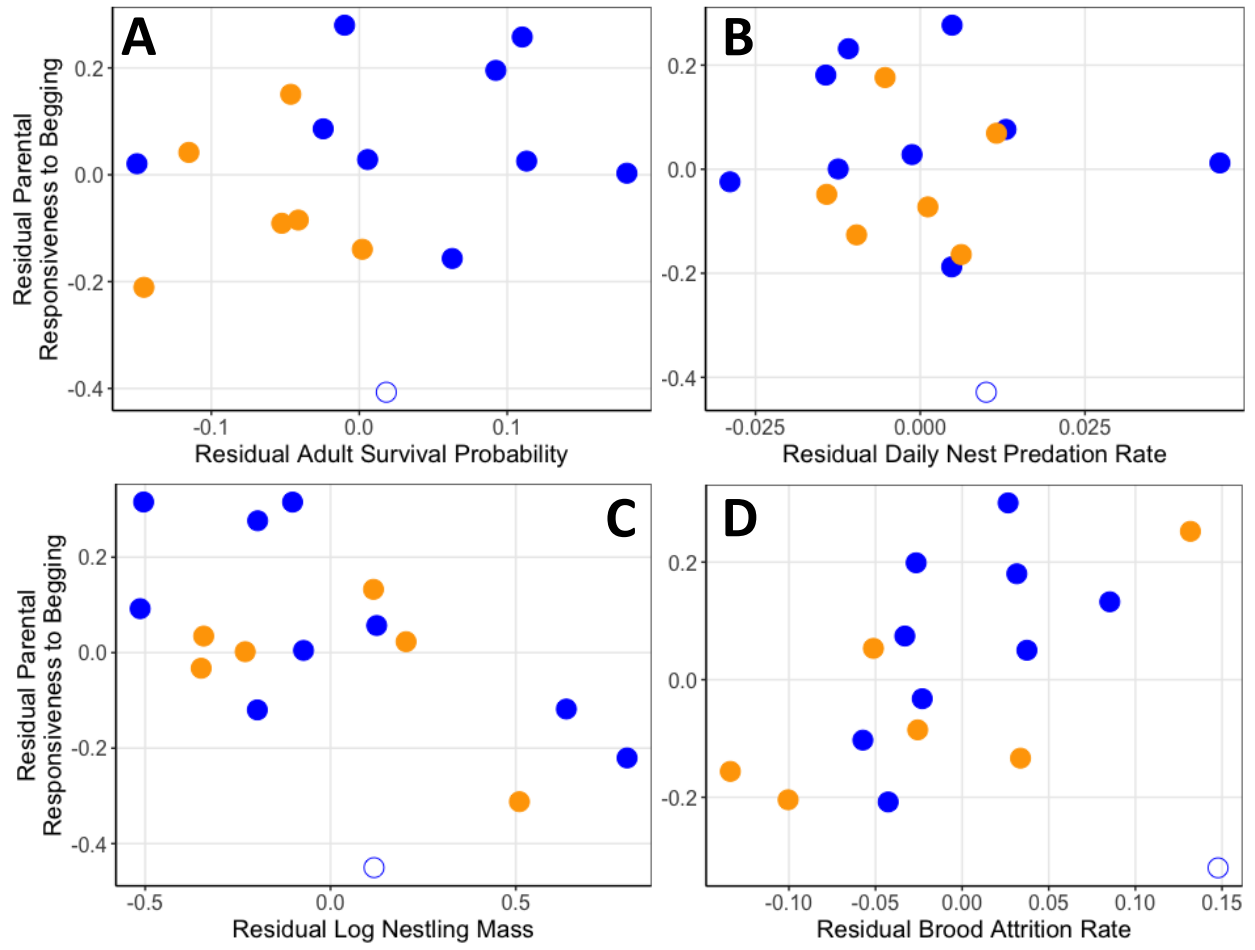 A
B
Residual Parental
Responsiveness to Begging
0.2
0.0
-0.2
-0.4
-0.1
0.0
0.1
Residual Adult Survival Probability
0.2
0.0
-0.2
-0.4
-0.025
0.000
0.025
Residual Daily Nest Predation Rate
C
D
Residual Parental
Responsiveness to Begging
0.2
0.0
-0.2
-0.4
-0.5
0.0
0.5
Residual Log Nestling Mass
0.2
0.0
-0.2
-0.10
-0.05
0.00
0.05
0.10
0.15
Residual Brood Attrition Rate